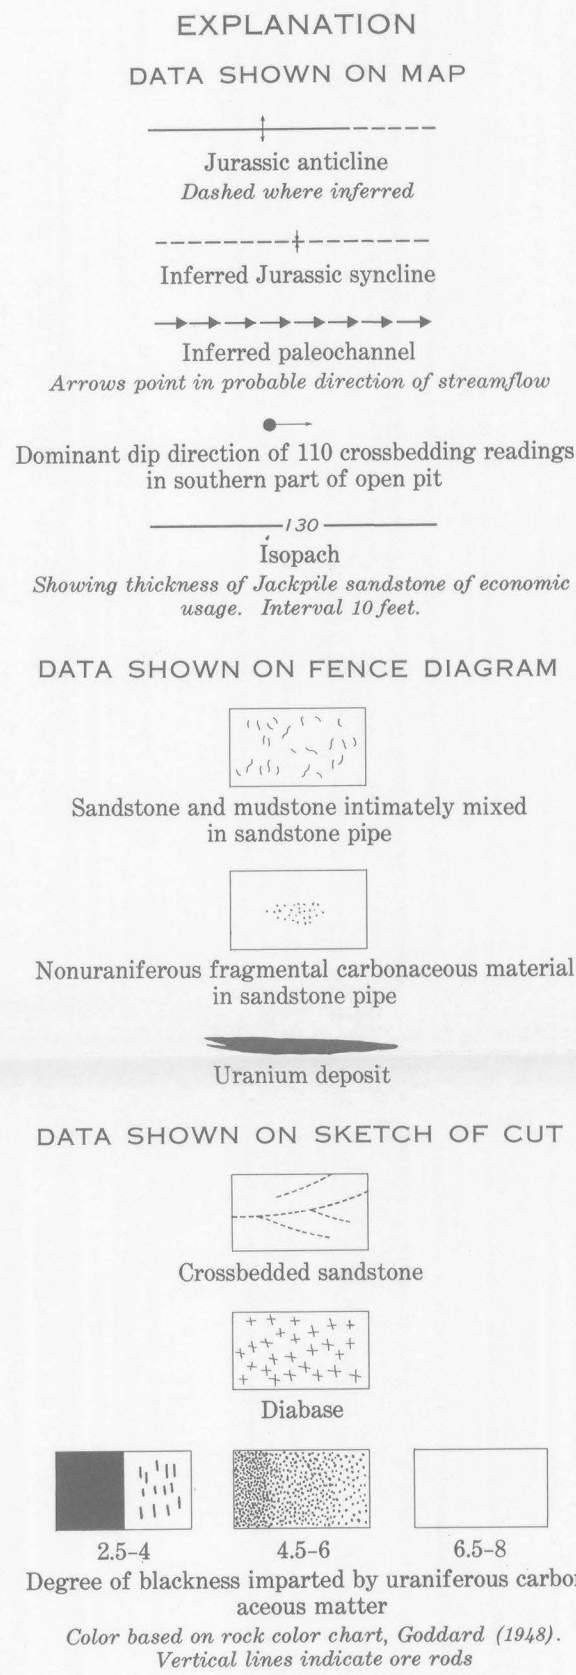 EXPLANATION
DATA SHOWN ON MAP
Jurassic anticline
Dashed where inferred
Inferred Jurassic syncline
Inferred paleochannel
Arrows point in probable direction of streamflow
Dominant dip direction of 110 crossbedding readings
in southern part of open pit
130
Isopach
Showing thickness of Jackpile sandstone of economic
usage. Interval 10 feet.
DATA SHOWN ON FENCE DIAGRAM
Sandstone and mudstone intimately mixed
in sandstone pipe
Nonuraniferous fragmental carbonaceous material
in sandstone pipe
Uranium deposit
DATA SHOWN ON SKETCH OF CUT
Crossbedded sandstone
Diabase
2.5–4 4.5–6 6.5–8
Degree of blackness imparted by uraniferous carbon
aceous matter
Color based on rock color chart, Goddard (1948).
Vertical lines indicate ore rods